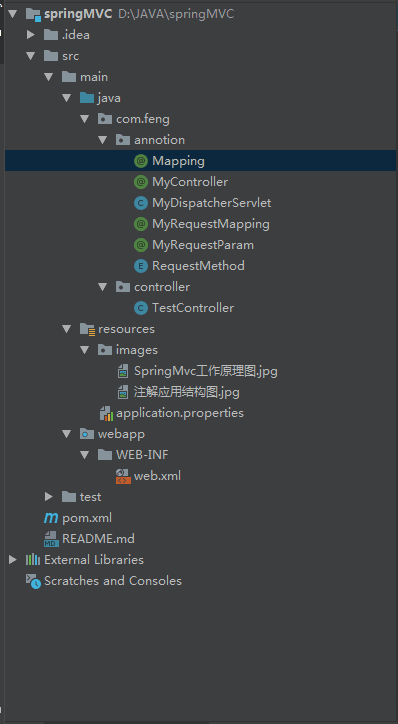 springMVC D:\JAVA\springMVC
.idea
src
main
java
com.feng
annotion
Mapping
MyController
MyDispatcherServlet
MyRequestMapping
MyRequestParam
RequestMethod
controller
TestController
resources
images
SpringMvc工作原理图.jpg
注解应用结构图.jpg
application.properties
webapp
WEB-INF
web.xml
test
pom.xml
README.md
External Libraries
Scratches and Consoles